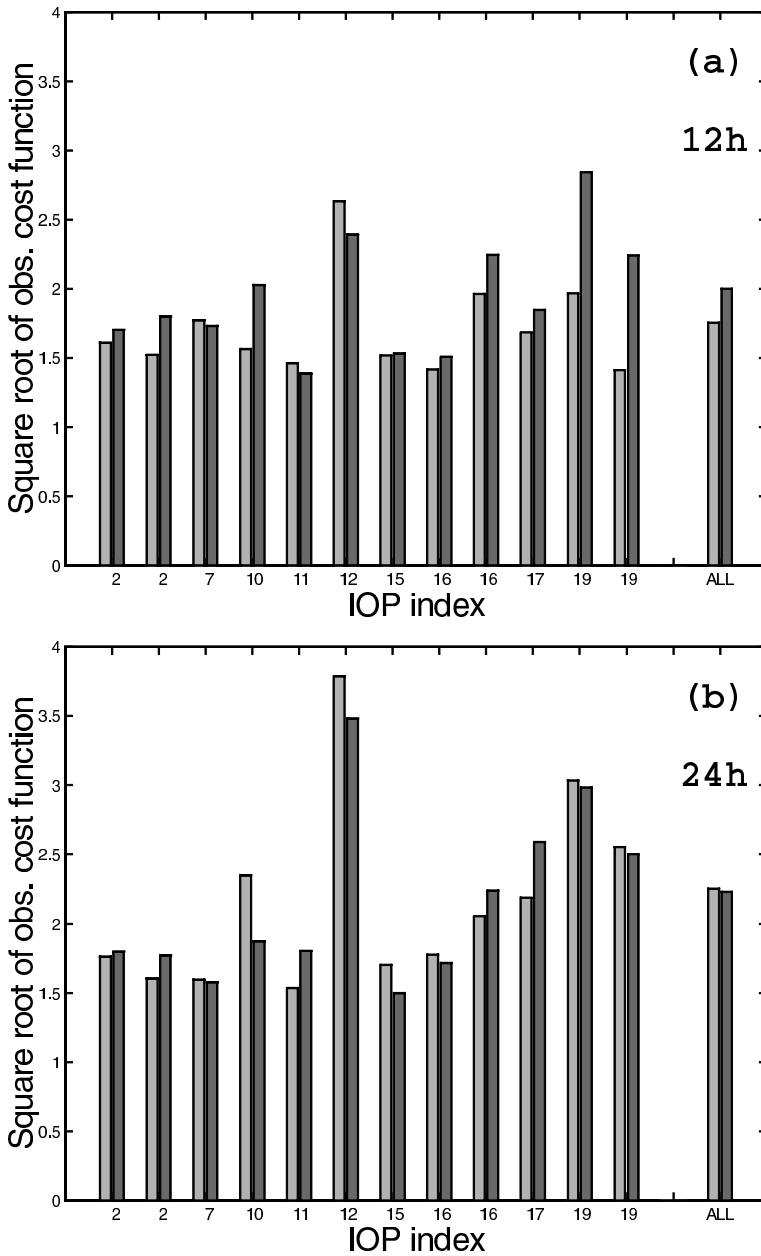 4
3.5
3
2.5
2
1.5
1
0.5
0
Square root of obs. cost function
(a)
12h
2 2 7 10 11 12 15 16 16 17 19 19 ALL
IOP index
4
3.5
3
2.5
2
1.5
1
0.5
0
Square root of obs. cost function
(b)
24h
2 2 7 10 11 12 15 16 16 17 19 19 ALL
IOP index